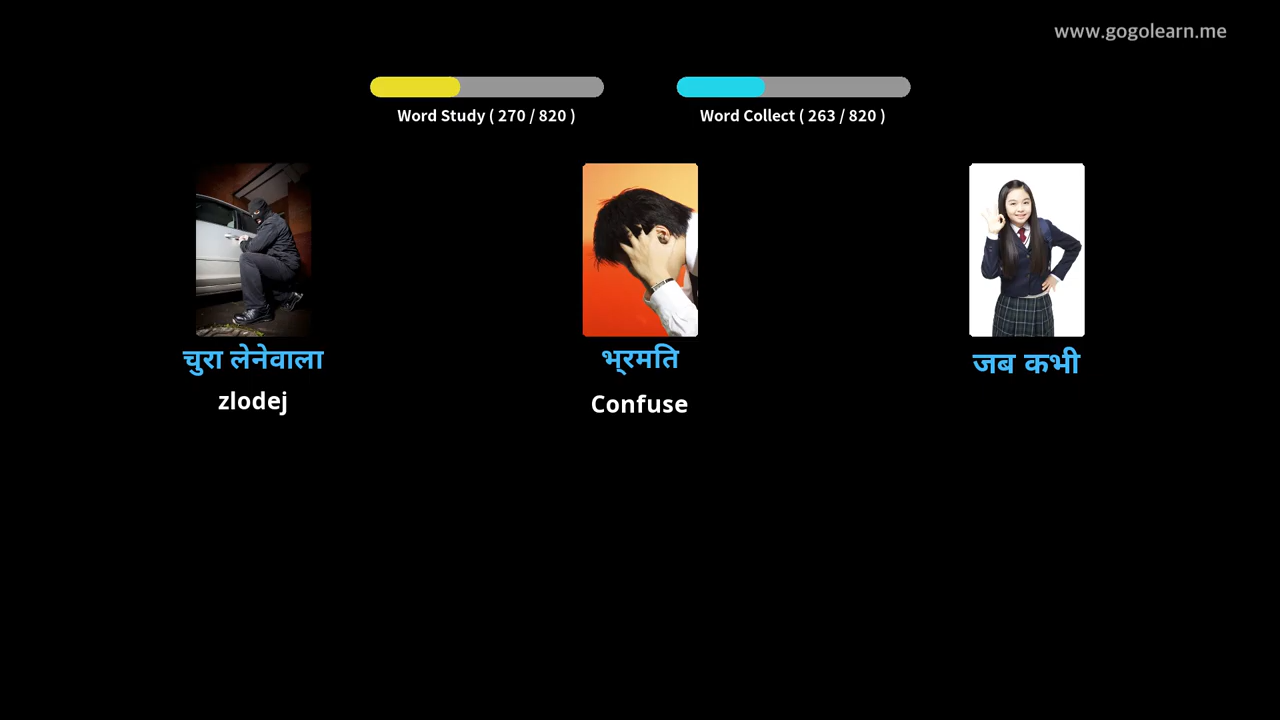 www.gogolearn.me
Word Study ( 270 / 820 )
Word Collect ( 263 / 820 )
चुरा लेनेवाला
zlodej
भ्रमति
Confuse
जब कभी